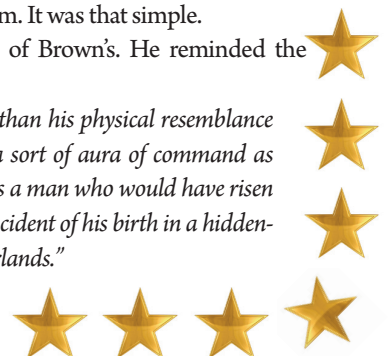 m. It was that simple.
of Brown's. He reminded the
than his physical resemblance
sort of aura of command as
s a man who would have risen
cident of his birth in a hidden-
rlands."